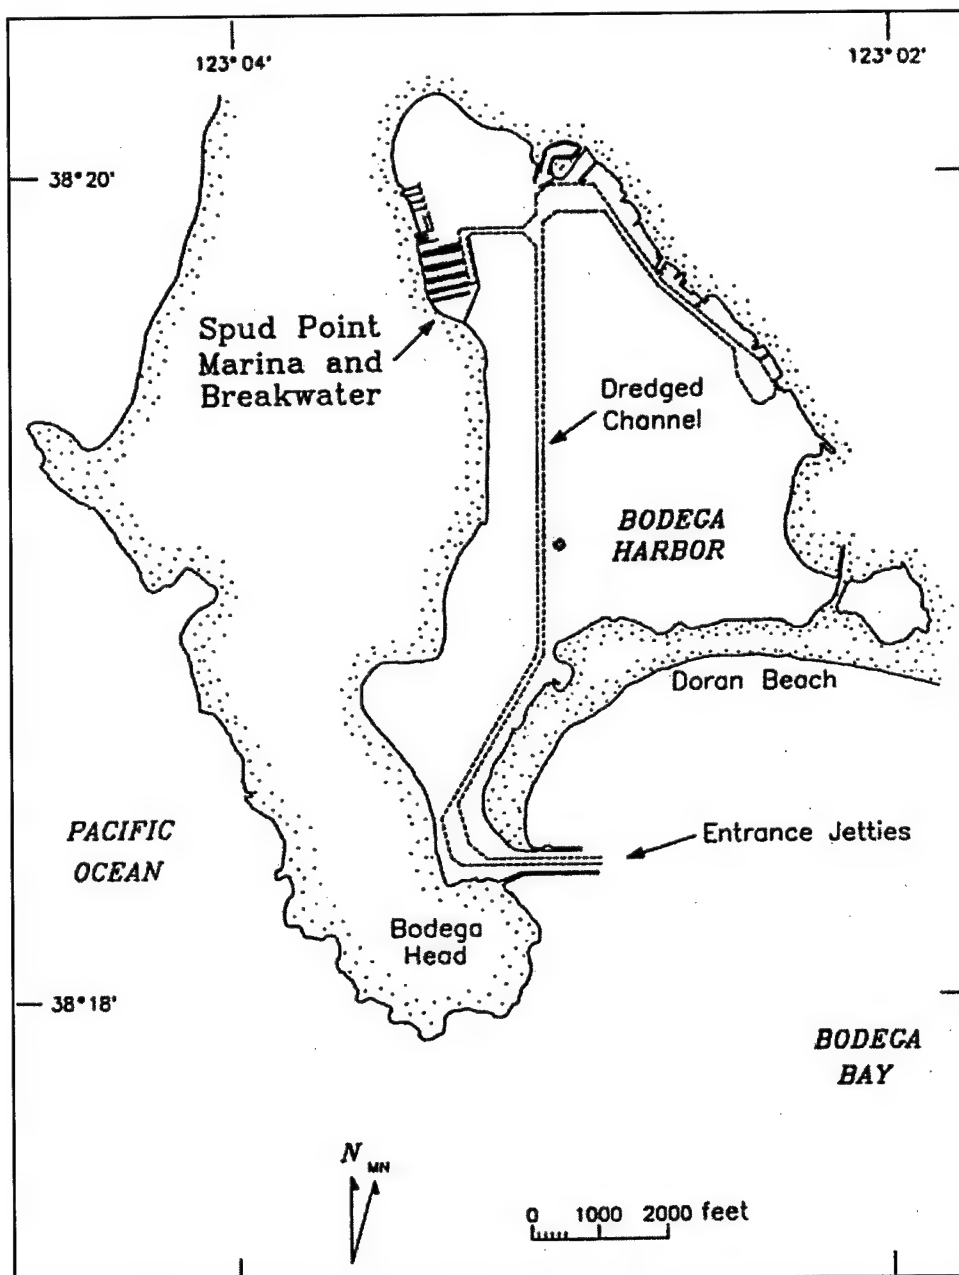 123° 04'
123° 02'
38° 20'
Spud Point
Marina and
Breakwater
Dredged
Channel
BODEGA
HARBOR
Doran Beach
PACIFIC
OCEAN
Entrance Jetties
Bodega
Head
38° 18'
BODEGA
BAY
N
MN
0 1000 2000 feet